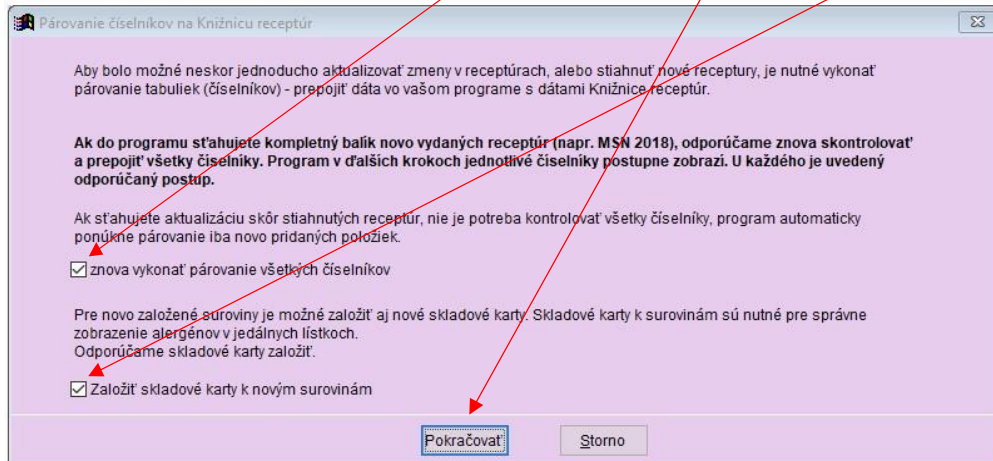 Párovanie číselníkov na Knižnicu receptúr
Aby bolo možné neskor jednoducho aktualizovať zmeny v receptúrach, alebo stiahnuť nové receptury, je nutné vykonať
párovanie tabuliek (číselníkov) - prepojiť dáta vo vašom programe s dátami Knižnice receptúr.
Ak do programu sťahujete kompletný balík novo vydaných receptúr (napr. MSN 2018), odporúčame znova skontrolovať
a prepojiť všetky číselníky. Program v ďalších krokoch jednotlivé číselníky postupne zobrazi. U každého je uvedený
odporúčaný postup.
Ak sťahujete aktualizáciu skôr stiahnutých receptúr, nie je potreba kontrolovať všetky číselníky, program automaticky
ponúkne párovanie iba novo pridaných položiek.
znova vykonať párovanie všetkých číselníkov
Pre novo založené suroviny je možné založiť aj nové skladové karty. Skladové karty k surovinám sú nutné pre správne
zobrazenie alergénov v jedálnych lístkoch.
Odporúčame skladové karty založiť.
Založiť skladové karty k novým surovinám
Pokračovať Storno